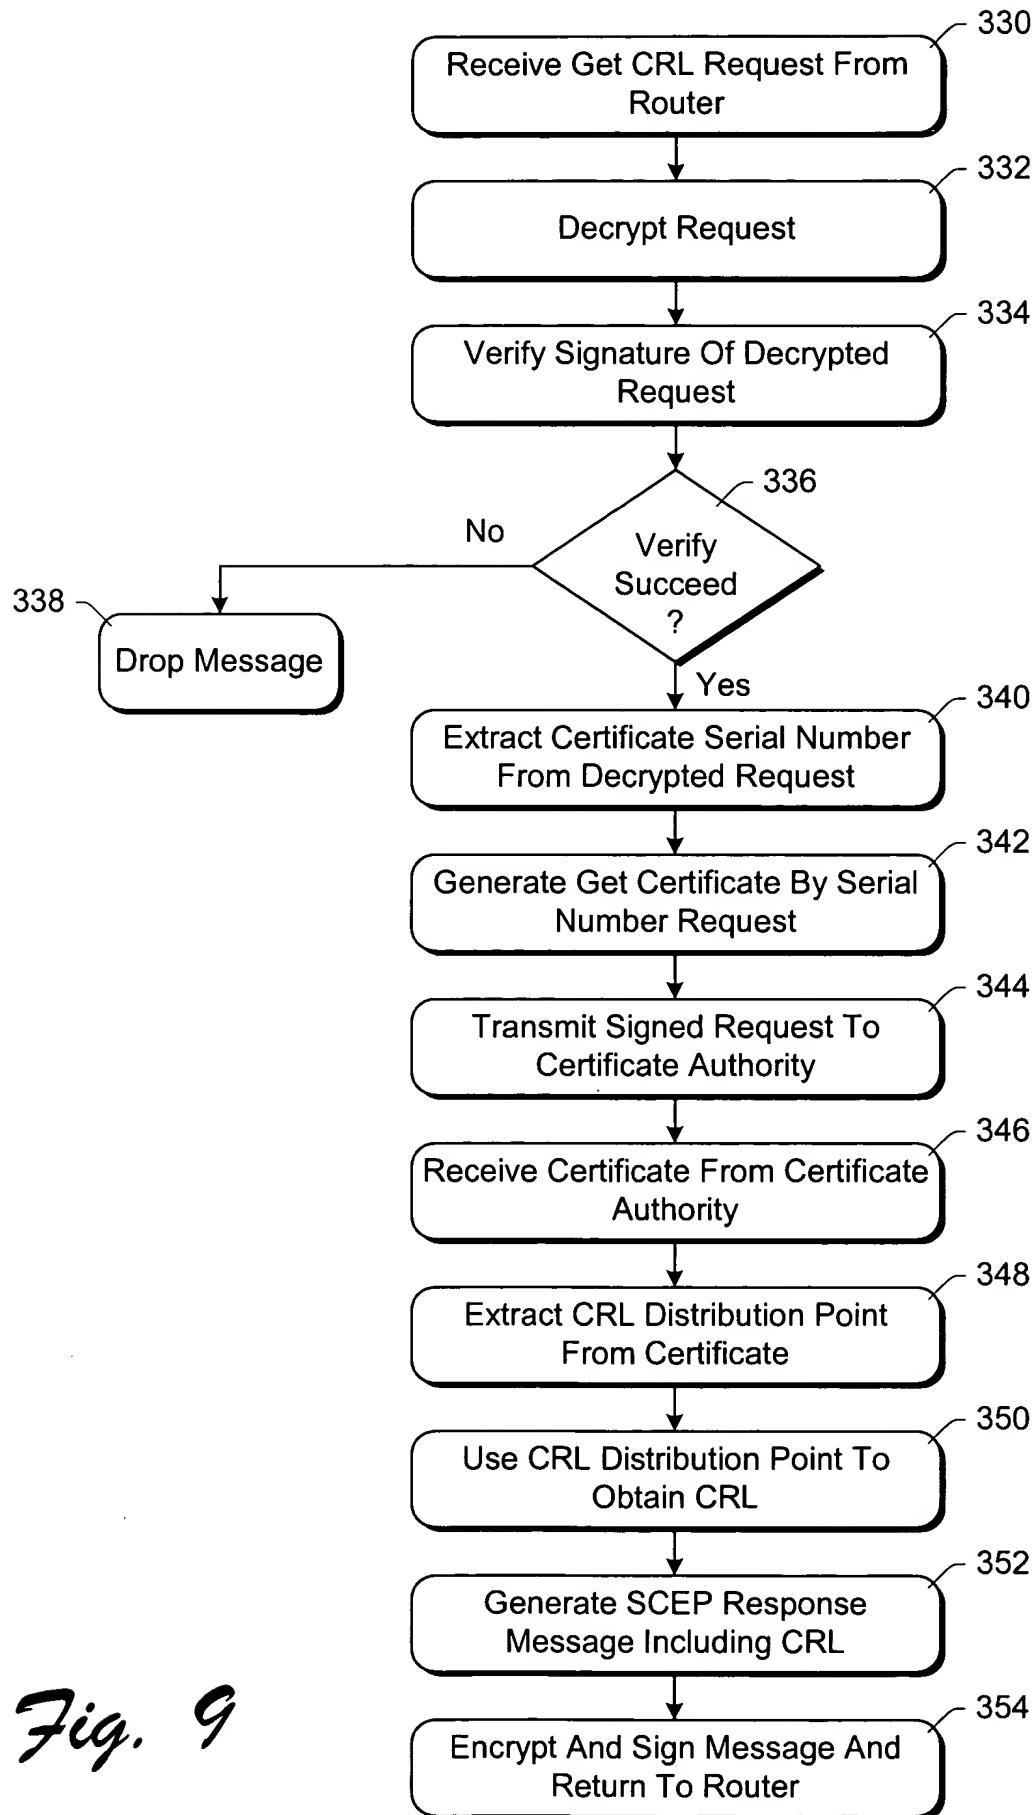 330
Receive Get CRL Request From
Router
332
Decrypt Request
334
Verify Signature Of Decrypted
Request
336
No
Verify
Succeed
?
338
Drop Message
Yes
340
Extract Certificate Serial Number
From Decrypted Request
342
Generate Get Certificate By Serial
Number Request
344
Transmit Signed Request To
Certificate Authority
346
Receive Certificate From Certificate
Authority
348
Extract CRL Distribution Point
From Certificate
350
Use CRL Distribution Point To
Obtain CRL
352
Generate SCEP Response
Message Including CRL
354
Encrypt And Sign Message And
Return To Router
Fig. 9